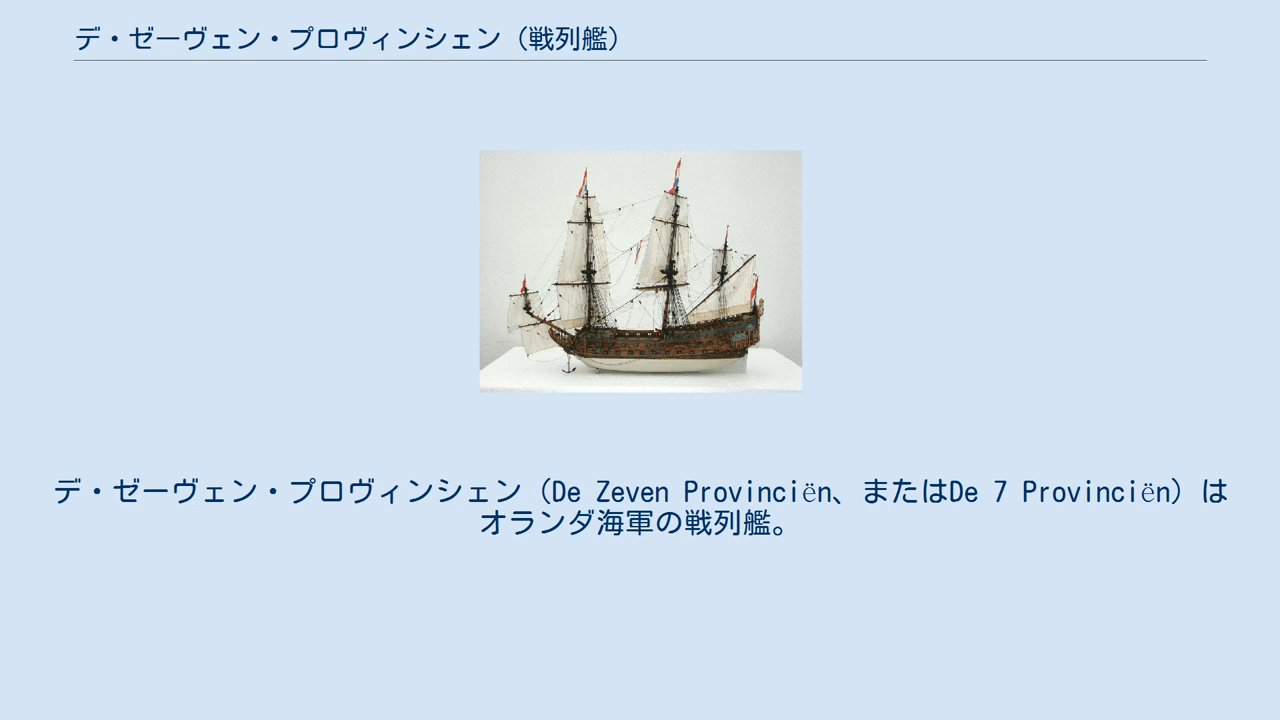 デ・ゼーヴェン・プロヴィンシェン（戦列艦）
デ・ゼーヴェン・プロヴィンシェン（De Zeven Provinciën、またはDe 7 Provinciën）は
オランダ海軍の戦列艦。